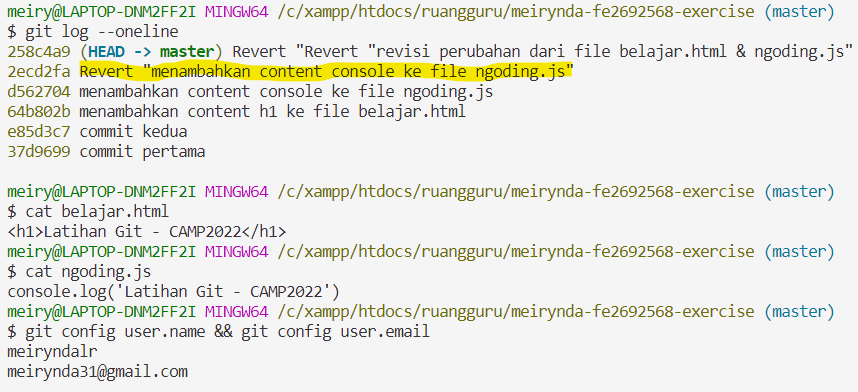 meiry@LAPTOP-DNM2FF2I MINGW64 /c/xampp/htdocs/ruangguru/meirynda-fe2692568-exercise (master)
$ git log --oneline
258c4a9 (HEAD -> master) Revert "Revert "revisi perubahan dari file belajar.html & ngoding.js"
2ecd2fa Revert "menambahkan content console ke file ngoding.js"
d562704 menambahkan content console ke file ngoding.js
64b802b menambahkan content h1 ke file belajar.html
e85d3c7 commit kedua
37d9699 commit pertama
meiry@LAPTOP-DNM2FF2I MINGW64 /c/xampp/htdocs/ruangguru/meirynda-fe2692568-exercise (master)
$ cat belajar.html
<h1>Latihan Git - CAMP2022</h1>
meiry@LAPTOP-DNM2FF2I MINGW64 /c/xampp/htdocs/ruangguru/meirynda-fe2692568-exercise (master)
$ cat ngoding.js
console.log('Latihan Git - CAMP2022')
meiry@LAPTOP-DNM2FF2I MINGW64 /c/xampp/htdocs/ruangguru/meirynda-fe2692568-exercise (master)
$ git config user.name && git config user.email
meiryndalr
meirynda31@gmail.com